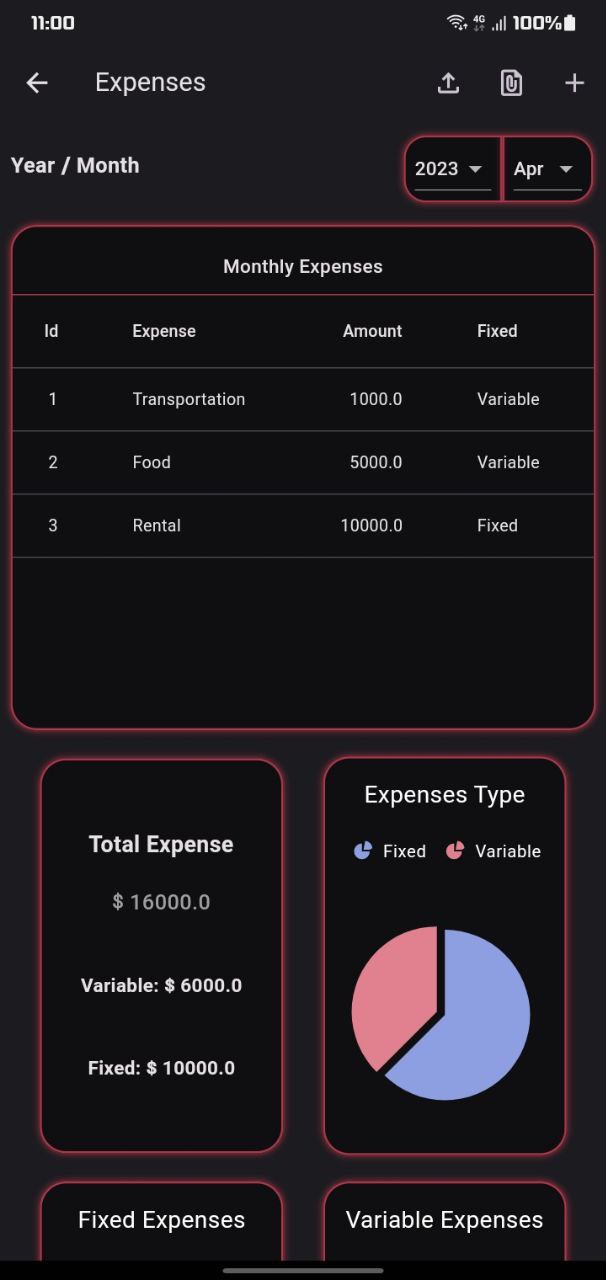 11:00 4G 100%
Expenses
Year / Month 2023 Apr
Monthly Expenses
Id Expense Amount Fixed
1 Transportation 1000.0 Variable
2 Food 5000.0 Variable
3 Rental 10000.0 Fixed
Total Expense
$ 16000.0
Variable: $ 6000.0
Fixed: $ 10000.0
Expenses Type
Fixed Variable
Fixed Expenses
Variable Expenses